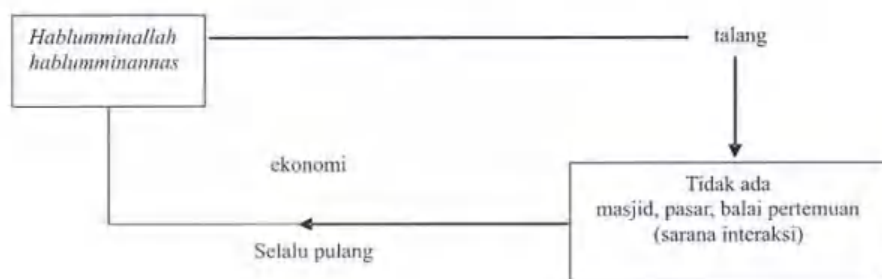 Hablumminallah
hablumminannas
talang
ekonomi
Tidak ada
masjid, pasar, balai pertemuan
(sarana interaksi)
Selalu pulang